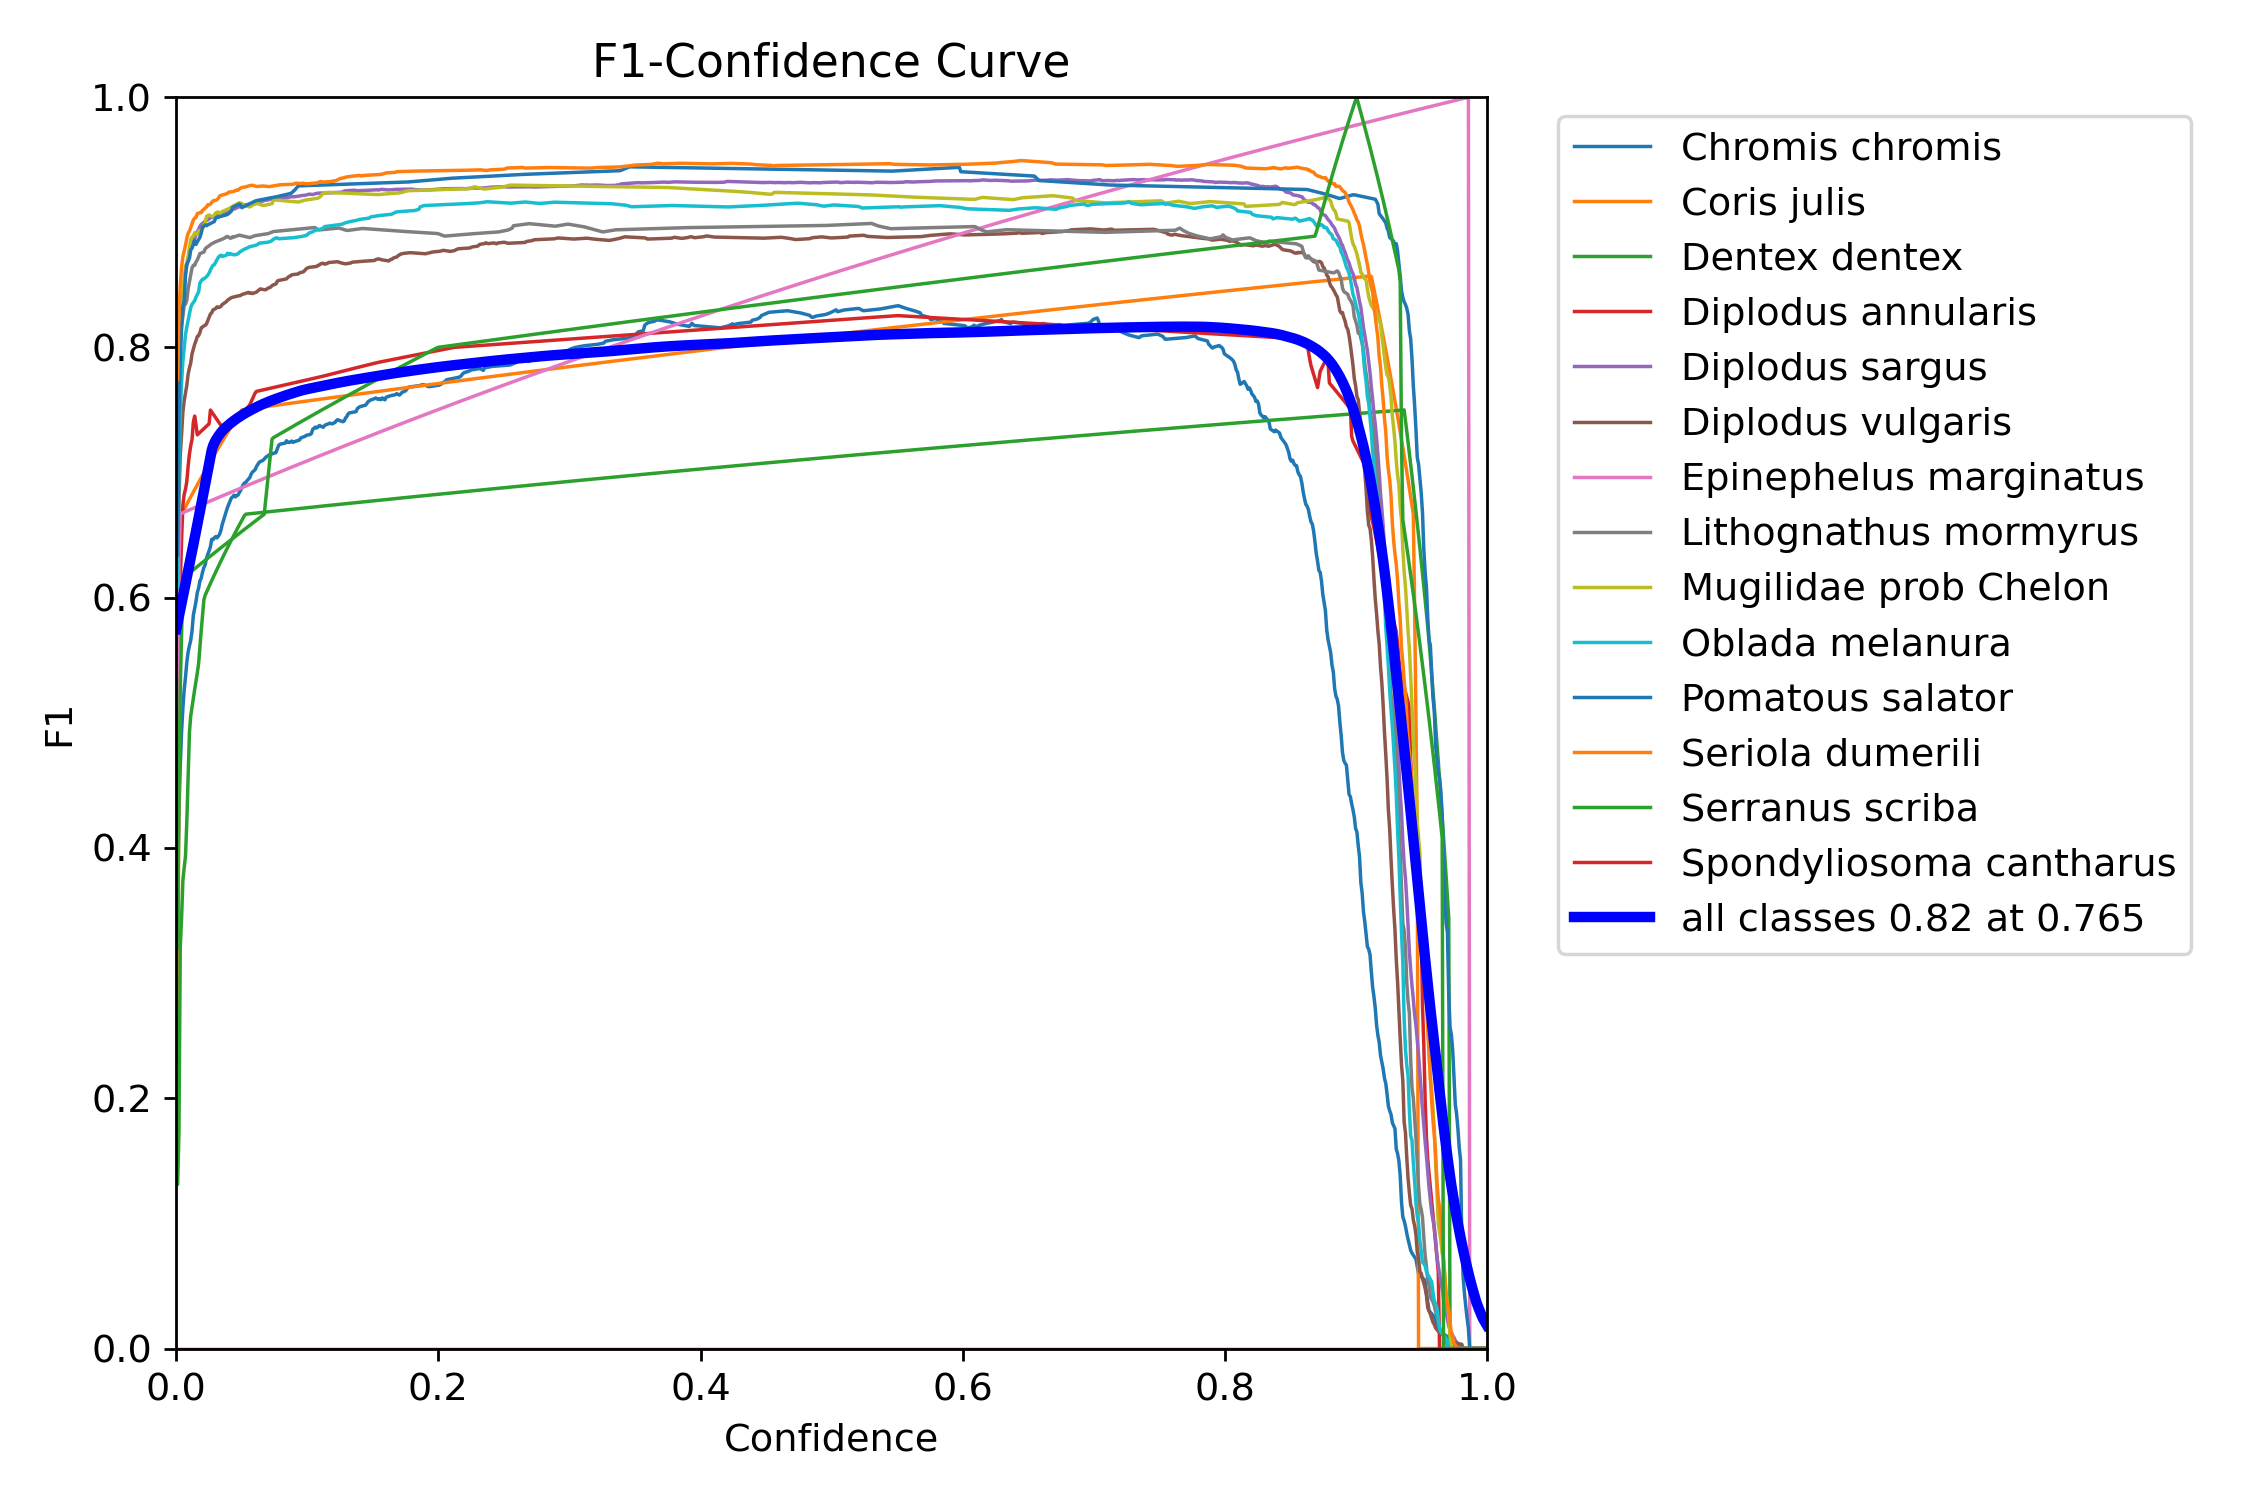 F1-Confidence Curve
1.0
0.8
0.6
0.4
0.2
0.0
F1
0.0 0.2 0.4 0.6 0.8 1.0
Confidence
Chromis chromis
Coris julis
Dentex dentex
Diplodus annularis
Diplodus sargus
Diplodus vulgaris
Epinephelus marginatus
Lithognathus mormyrus
Mugilidae prob Chelon
Oblada melanura
Pomatous salator
Seriola dumerili
Serranus scriba
Spondyliosoma cantharus
all classes 0.82 at 0.765